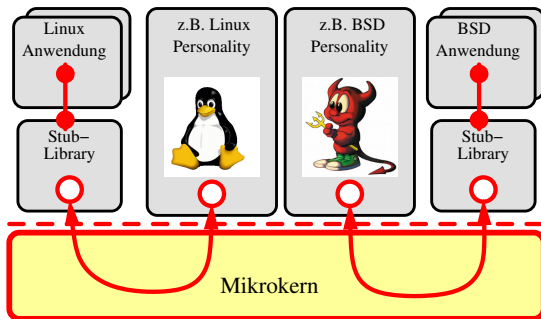 Linux
Anwendung
z.B. Linux
Personality
z.B. BSD
Personality
BSD
Anwendung
Stub–
Library
Stub–
Library
Mikrokern